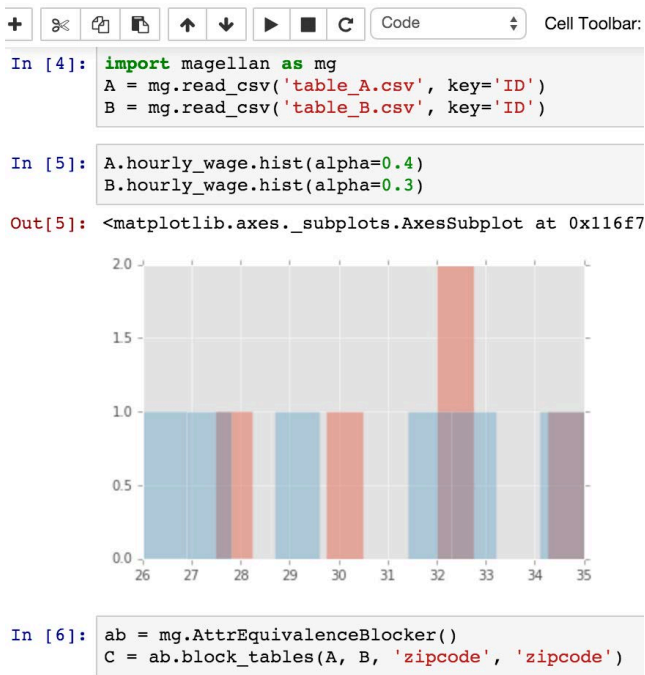 Code
Cell Toolbar:
In [4]: import magellan as mg
A = mg.read_csv('table_A.csv', key='ID')
B = mg.read_csv('table_B.csv', key='ID')
In [5]: A.hourly_wage.hist(alpha=0.4)
B.hourly_wage.hist(alpha=0.3)
Out[5]: <matplotlib.axes._subplots.AxesSubplot at 0x116f7
2.0
1.5
1.0
0.5
0.0
26 27 28 29 30 31 32 33 34 35
In [6]: ab = mg.AttrEquivalenceBlocker()
C = ab.block_tables(A, B, 'zipcode', 'zipcode')